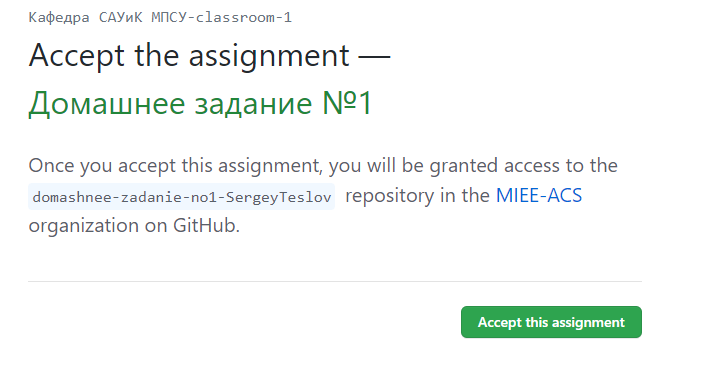 Кафедра САУиК МПСУ-classroom-1
Accept the assignment —
Домашнее задание №1
Once you accept this assignment, you will be granted access to the
domashnee-zadanie-no1-SergeyTeslov repository in the MIEE-ACS
organization on GitHub.
Accept this assignment